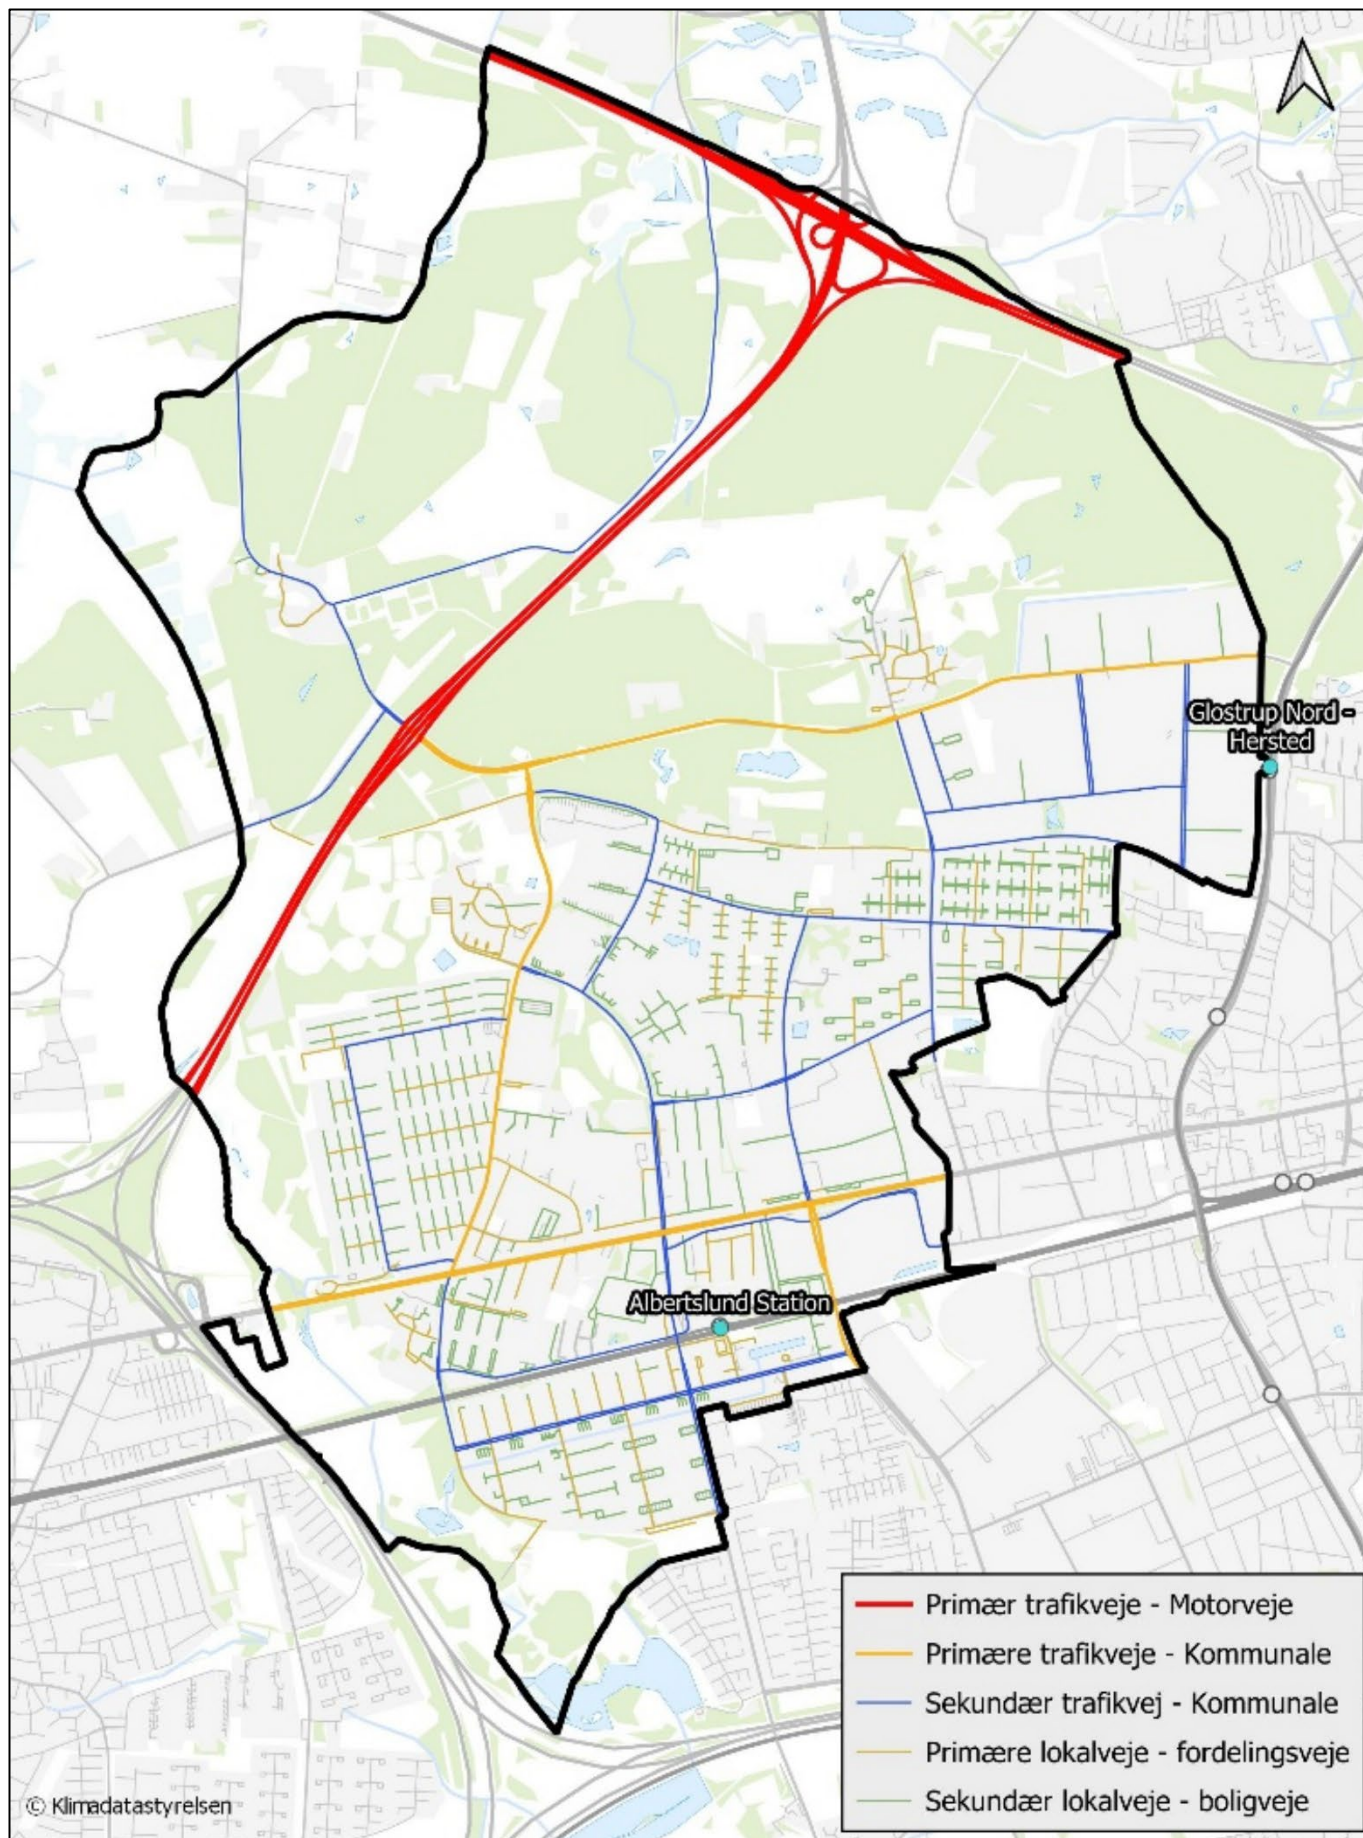 Glostrup Nord -
Hersted
Albertslund Station
Primær trafikveje - Motorveje
Primære trafikveje - Kommunale
Sekundær trafikvej - Kommunale
Primære lokalveje - fordelingsveje
Sekundær lokalveje - boligveje
© Klimadatastyrelsen